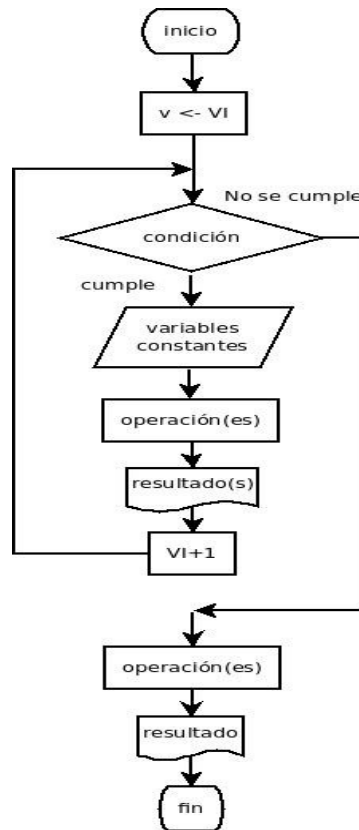 inicio
v <- VI
No se cumple
condición
cumple
variables
constantes
operación(es)
resultado(s)
VI+1
operación(es)
resultado
fin